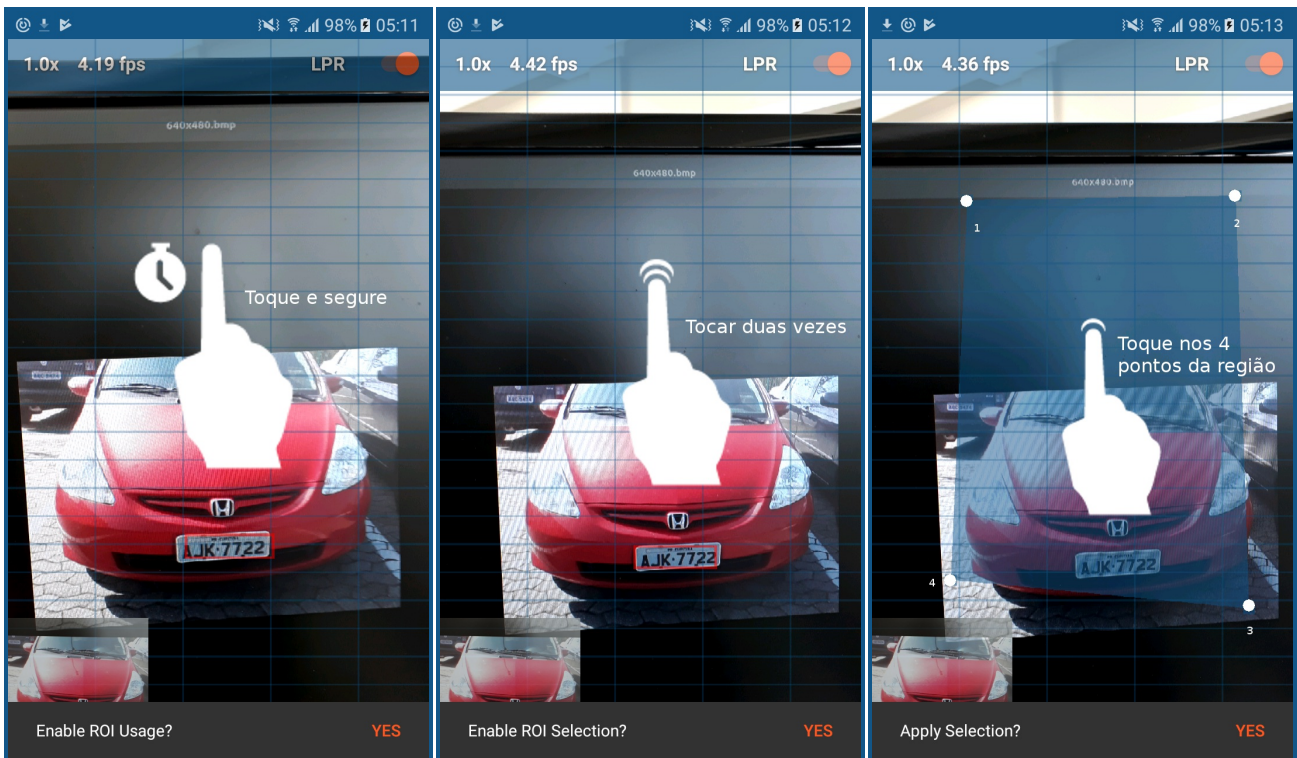 98% 05:11
1.0x 4.19 fps LPR
640x480.bmp
Toque e segure
AJK·7722
Enable ROI Usage? YES
98% 05:12
1.0x 4.42 fps LPR
640x480.bmp
Tocar duas vezes
AJK·7722
Enable ROI Selection? YES
98% 05:13
1.0x 4.36 fps LPR
640x480.bmp
1
2
Toque nos 4
pontos da região
AJK·7722
4
3
Apply Selection? YES